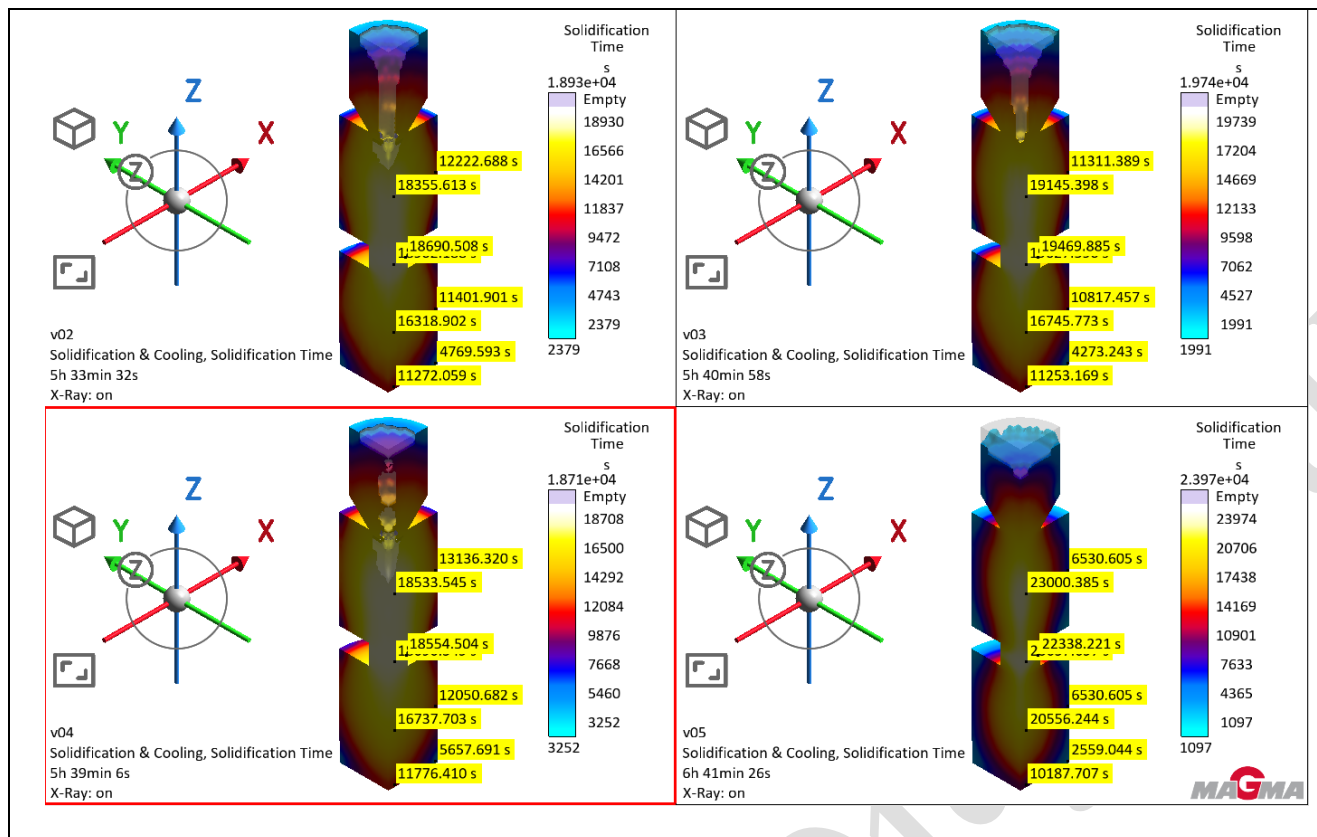 Solidification
Time
s
1.893e+04
Empty
18930
16566
14201
11837
9472
7108
4743
2379
2379
Z
Y
X
Z
12222.688 s
18355.613 s
18690.508 s
11401.901 s
16318.902 s
4769.593 s
11272.059 s
v02
Solidification & Cooling, Solidification Time
5h 33min 32s
X-Ray: on
Solidification
Time
s
1.974e+04
Empty
19739
17204
14669
12133
9598
7062
4527
1991
1991
Z
Y
X
Z
11311.389 s
19145.398 s
19469.885 s
10817.457 s
16745.773 s
4273.243 s
11253.169 s
v03
Solidification & Cooling, Solidification Time
5h 40min 58s
X-Ray: on
Solidification
Time
s
1.871e+04
Empty
18708
16500
14292
12084
9876
7668
5460
3252
3252
Z
Y
X
Z
13136.320 s
18533.545 s
18554.504 s
12050.682 s
16737.703 s
5657.691 s
11776.410 s
v04
Solidification & Cooling, Solidification Time
5h 39min 6s
X-Ray: on
Solidification
Time
s
2.397e+04
Empty
23974
20706
17438
14169
10901
7633
4365
1097
1097
Z
Y
X
Z
6530.605 s
23000.385 s
22338.221 s
6530.605 s
20556.244 s
2559.044 s
10187.707 s
v05
Solidification & Cooling, Solidification Time
6h 41min 26s
X-Ray: on
MAGMA